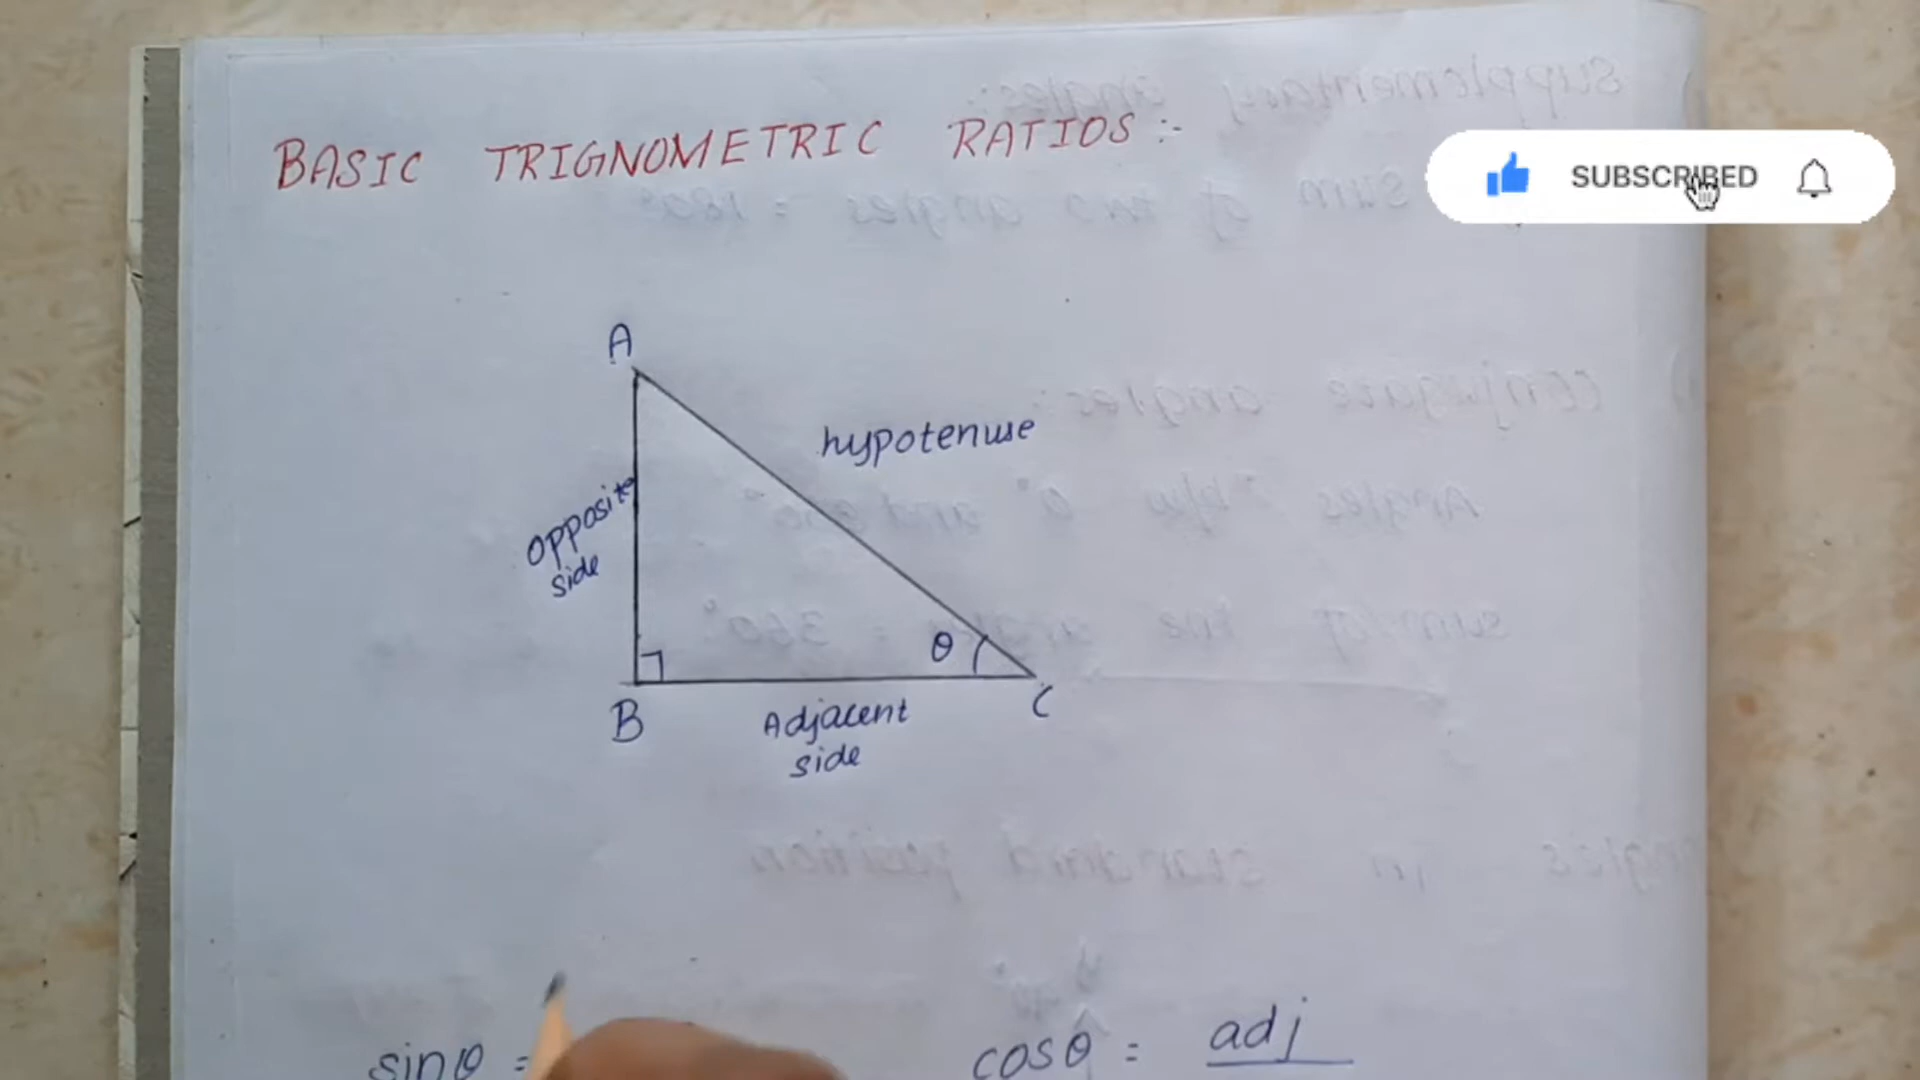 BASIC TRIGNOMETRIC RATIOS :-
SUBSCRIBED
A
hypotenuse
opposite
side
θ
B
C
Adjacent
side
sinθ =
cosθ = adj